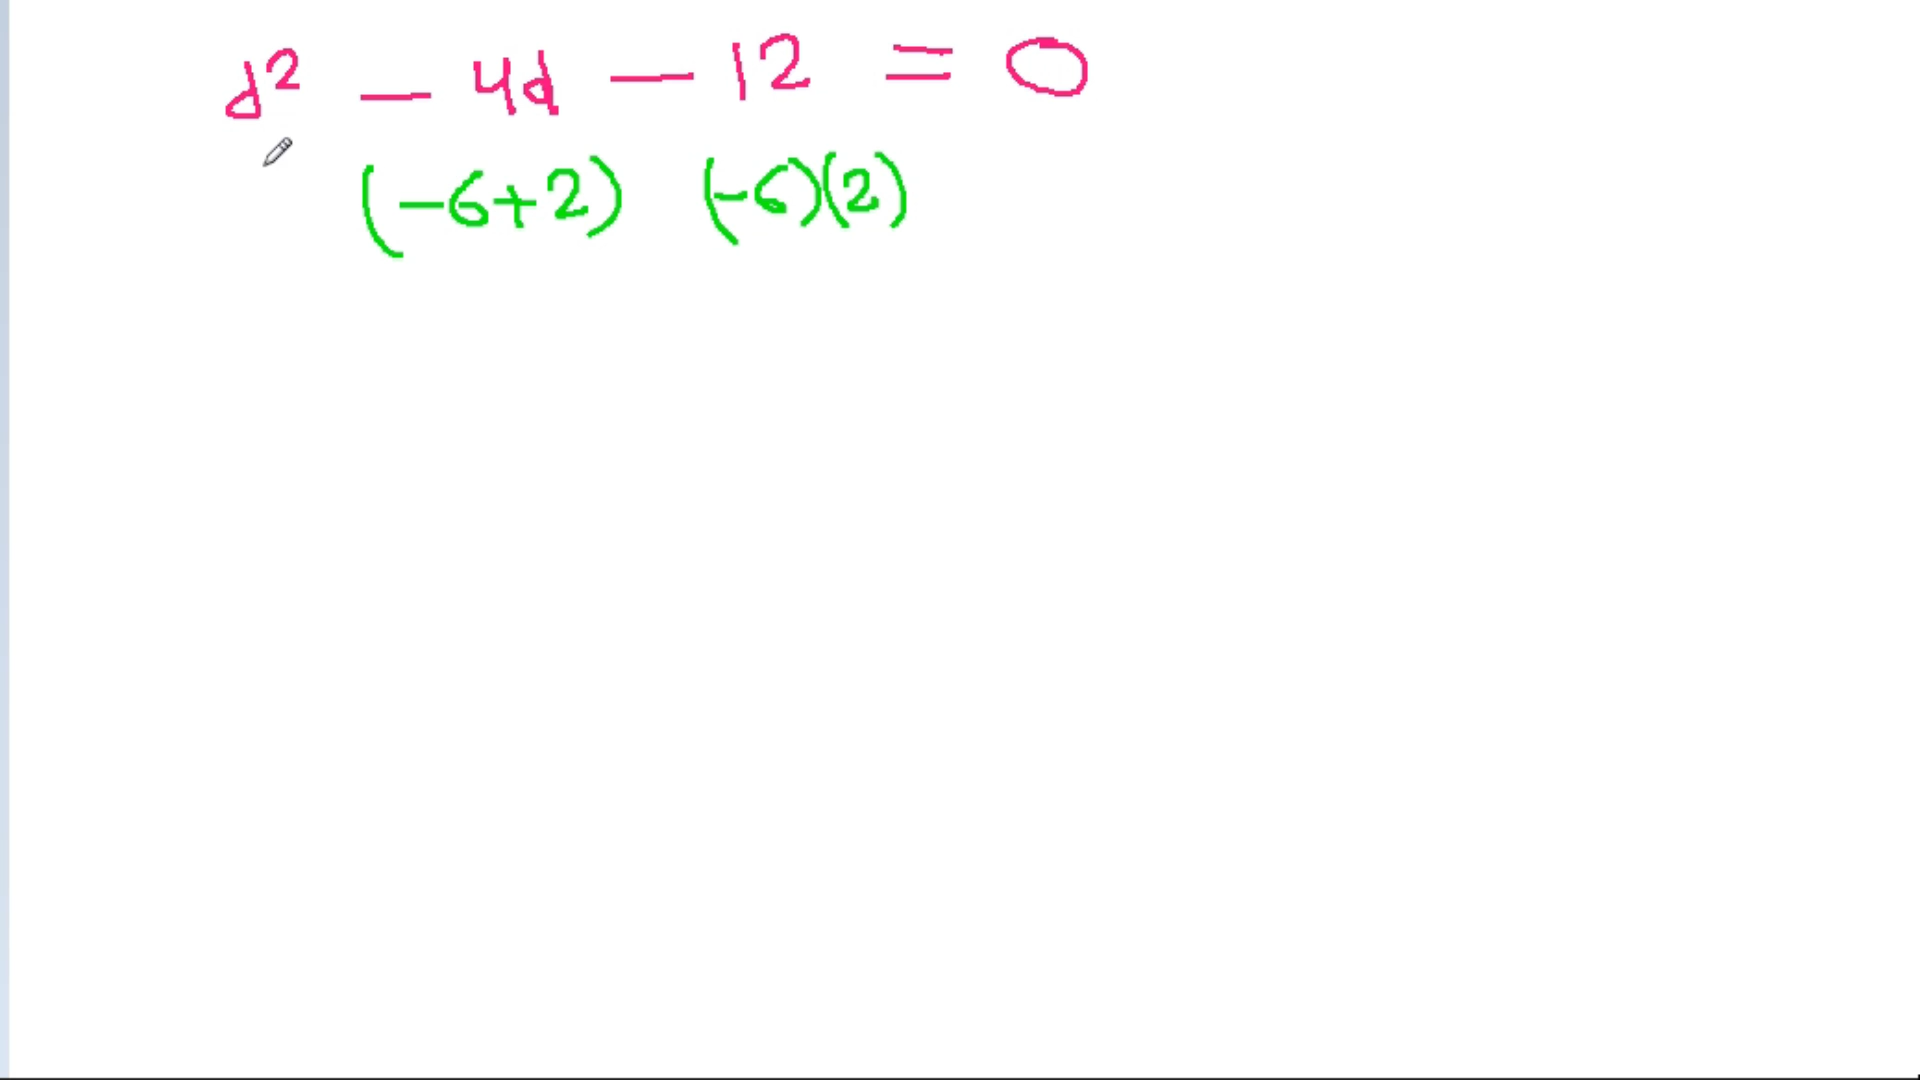 d² - 4d - 12 = 0
(-6+2) (-6)(2)